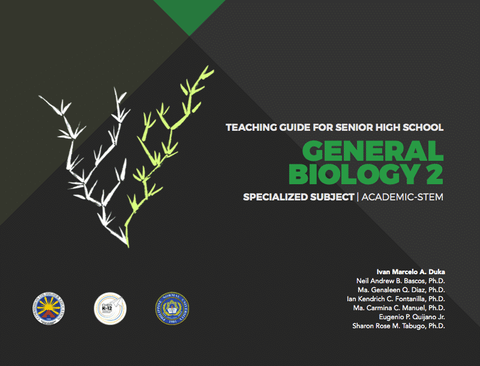 TEACHING GUIDE FOR SENIOR HIGH SCHOOL
GENERAL
BIOLOGY 2
SPECIALIZED SUBJECT | ACADEMIC-STEM
Ivan Marcelo A. Duka
Neil Andrew B. Bascos, Ph.D.
Ma. Genaleen Q. Diaz, Ph.D.
Ian Kendrich C. Fontanilla, Ph.D.
Ma. Carmina C. Manuel, Ph.D.
Eugenio P. Quijano Jr.
Sharon Rose M. Tabugo, Ph.D.
K-12